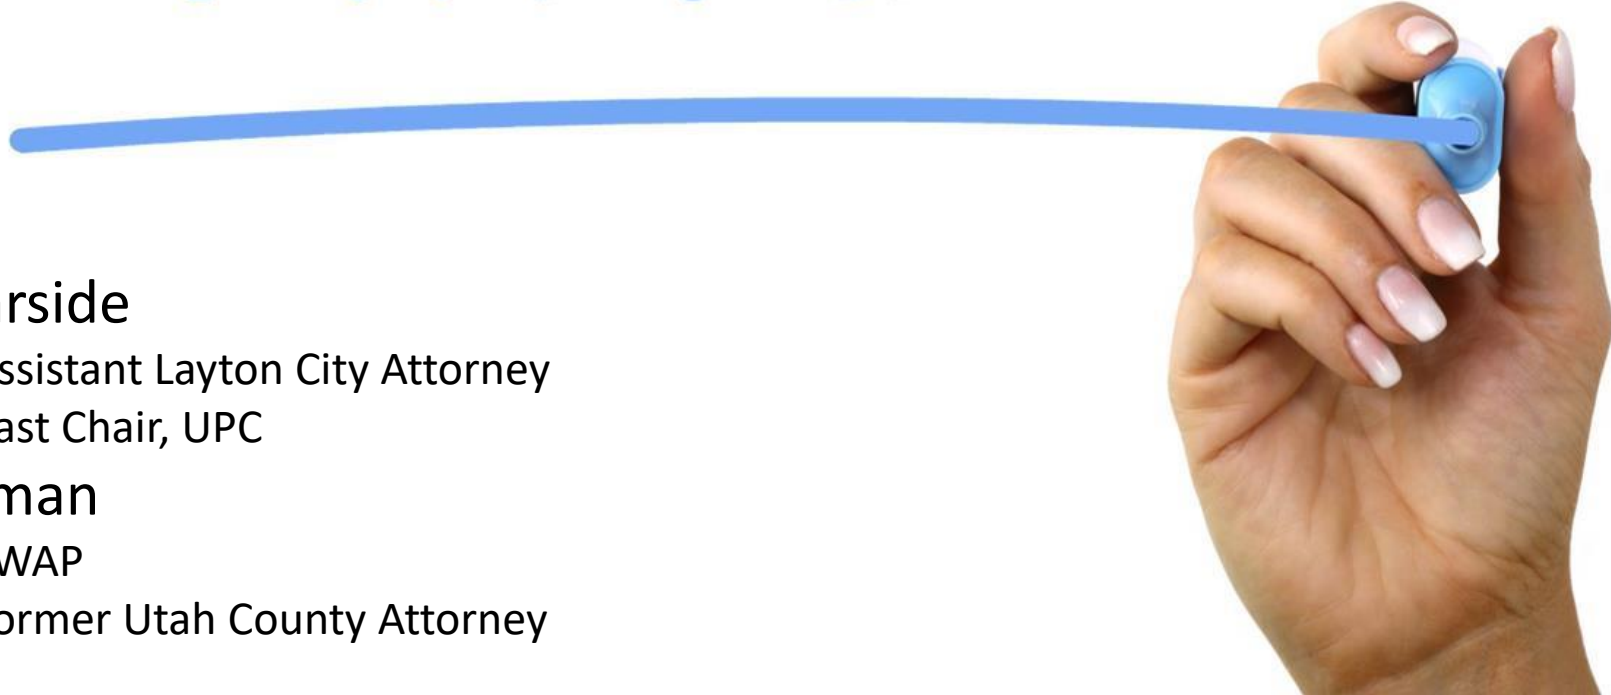 rside
ssistant Layton City Attorney
ast Chair, UPC
man
WAP
ormer Utah County Attorney